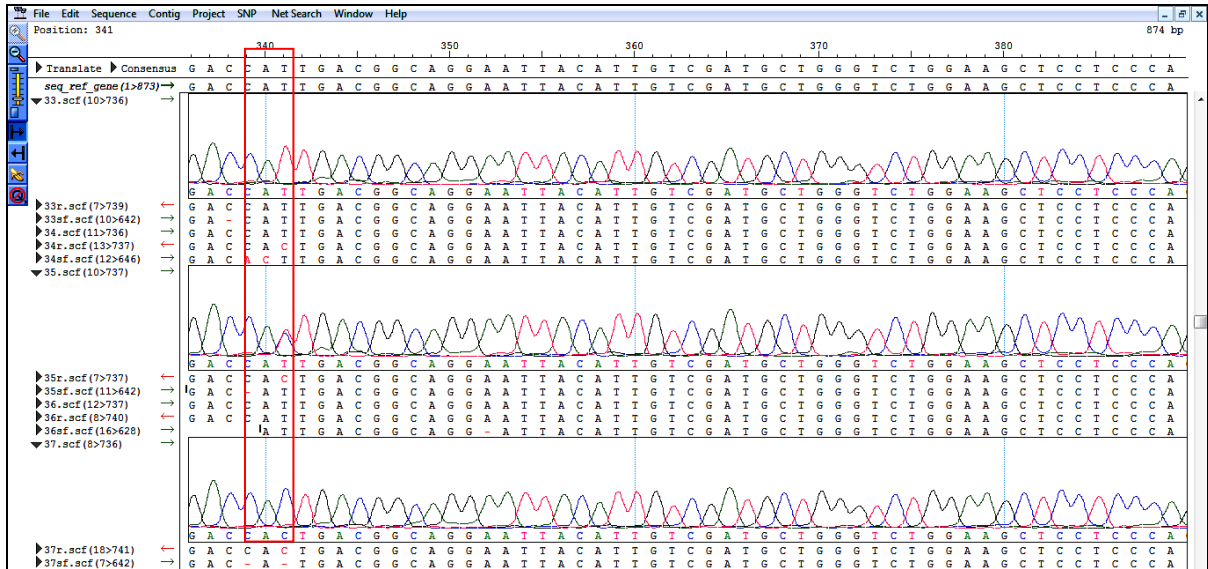 File Edit Sequence Contig Project SNP Net Search Window Help
Position: 341 874 bp
340 350 360 370 380
Translate Consensus G A C C A T T G A C G G C A G G A A T T A C A T T G T C G A T G C T G G G T C T G G A A G C T C C T C C C A
seq_ref_gene(1>873) → G A C C A T T G A C G G C A G G A A T T A C A T T G T C G A T G C T G G G T C T G G A A G C T C C T C C C A
33.scf(10>736) →
G A C C A T T G A C G G C A G G A A T T A C A T T G T C G A T G C T G G G T C T G G A A G C T C C T C C C A
33r.scf(7>739) ← G A C C A T T G A C G G C A G G A A T T A C A T T G T C G A T G C T G G G T C T G G A A G C T C C T C C C A
33sf.scf(10>642) → G A - C A T T G A C G G C A G G A A T T A C A T T G T C G A T G C T G G G T C T G G A A G C T C C T C C C A
34.scf(11>736) → G A C C A T T G A C G G C A G G A A T T A C A T T G T C G A T G C T G G G T C T G G A A G C T C C T C C C A
34r.scf(13>737) ← G A C C A C T G A C G G C A G G A A T T A C A T T G T C G A T G C T G G G T C T G G A A G C T C C T C C C A
34sf.scf(12>646) → G A C A C T T G A C G G C A G G A A T T A C A T T G T C G A T G C T G G G T C T G G A A G C T C C T C C C A
35.scf(10>737) →
G A C C A T T G A C G G C A G G A A T T A C A T T G T C G A T G C T G G G T C T G G A A G C T C C T C C C A
35r.scf(7>737) ← G A C C A C T G A C G G C A G G A A T T A C A T T G T C G A T G C T G G G T C T G G A A G C T C C T C C C A
35sf.scf(11>642) → G A C - A T T G A C G G C A G G A A T T A C A T T G T C G A T G C T G G G T C T G G A A G C T C C T C C C A
36.scf(12>737) → G A C C A T T G A C G G C A G G A A T T A C A T T G T C G A T G C T G G G T C T G G A A G C T C C T C C C A
36r.scf(8>740) ← G A C C A T T G A C G G C A G G A A T T A C A T T G T C G A T G C T G G G T C T G G A A G C T C C T C C C A
36sf.scf(16>628) → A T T G A C G G C A G G - A T T A C A T T G T C G A T G C T G G G T C T G G A A G C T C C T C C C A
37.scf(8>736) →
G A C C A C T G A C G G C A G G A A T T A C A T T G T C G A T G C T G G G T C T G G A A G C T C C T C C C A
37r.scf(18>741) ← G A C C A C T G A C G G C A G G A A T T A C A T T G T C G A T G C T G G G T C T G G A A G C T C C T C C C A
37sf.scf(7>642) → G A C - A - T G A C G G C A G G A A T T A C A T T G T C G A T G C T G G G T C T G G A A G C T C C T C C C A